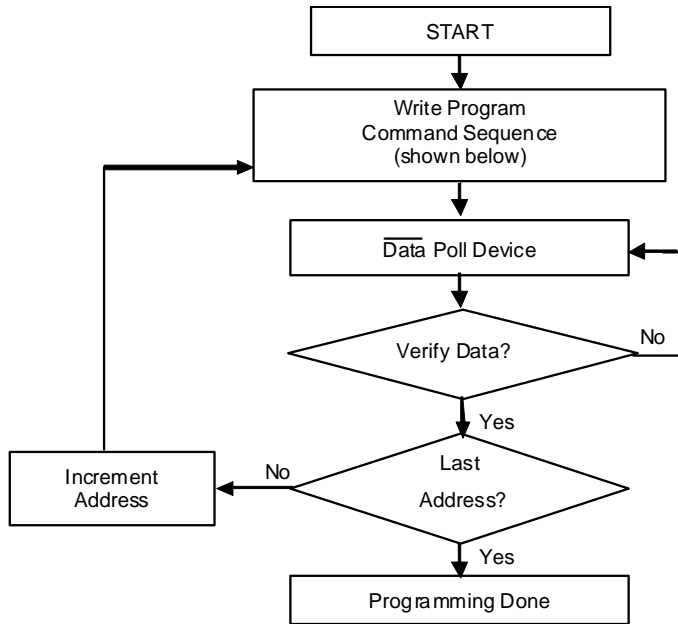 START
Write Program
Command Sequence
(shown below)
Data Poll Device
Verify Data?
No
Yes
Last
Address?
No
Increment
Address
Yes
Programming Done